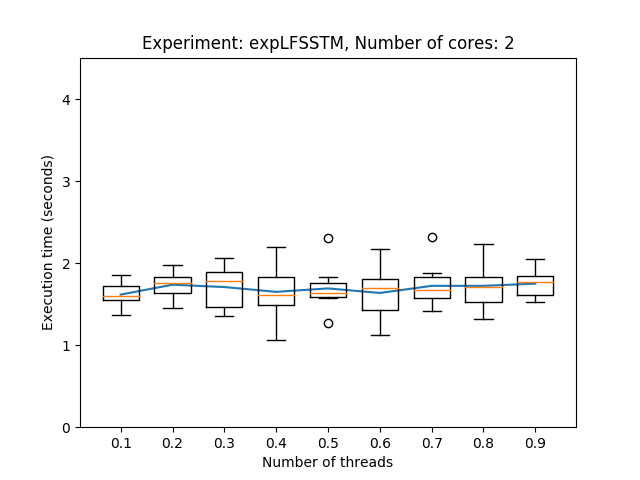 Experiment: expLFSSTM, Number of cores: 2
Execution time (seconds)
4
3
2
1
0
0.1 0.2 0.3 0.4 0.5 0.6 0.7 0.8 0.9
Number of threads